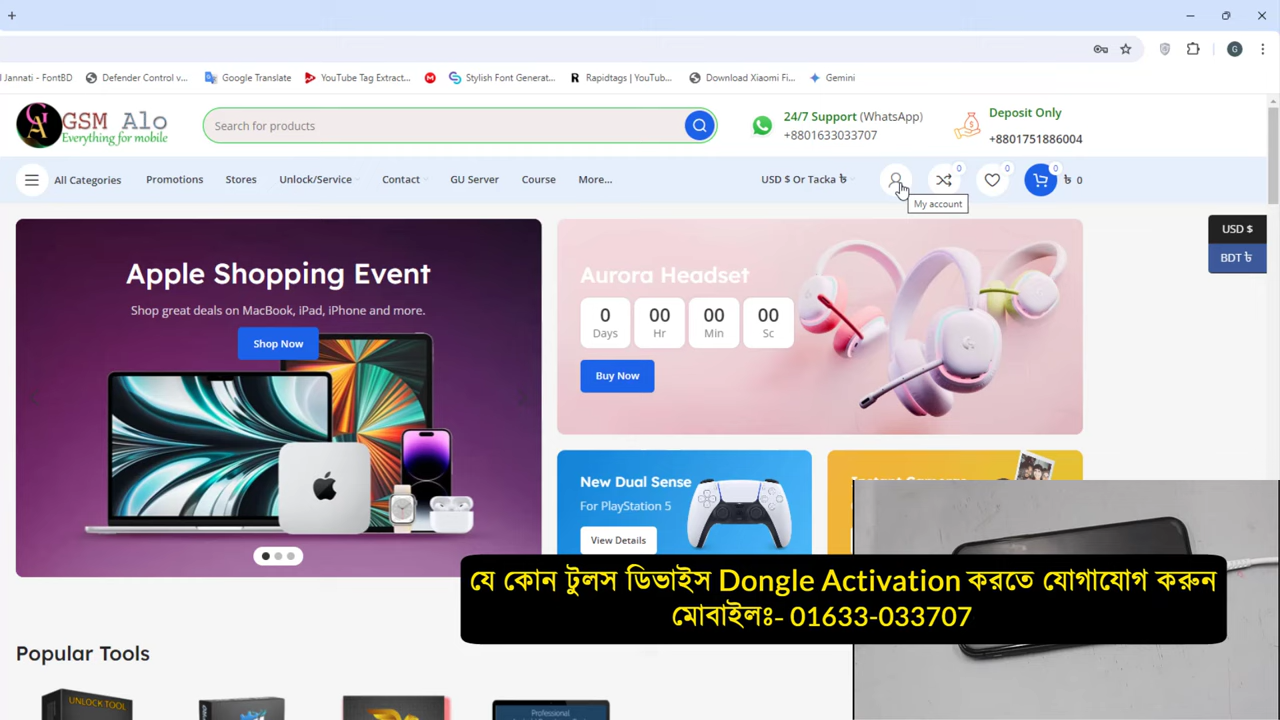 l Jannati - FontBD
Defender Control v...
Google Translate
YouTube Tag Extract...
Stylish Font Generat...
Rapidtags | YouTub...
Download Xiaomi Fi...
Gemini
G
GA
GSM Alo
Everything for mobile
Search for products
24/7 Support (WhatsApp)
+8801633033707
Deposit Only
+8801751886004
All Categories
Promotions
Stores
Unlock/Service
Contact
GU Server
Course
More...
USD $ Or Tacka ৳
0
0
0
৳ 0
My account
USD $
BDT ৳
Apple Shopping Event
Shop great deals on MacBook, iPad, iPhone and more.
Shop Now
Aurora Headset
0
00
00
00
Days
Hr
Min
Sc
Buy Now
New Dual Sense
For PlayStation 5
View Details
যে কোন টুলস ডিভাইস Dongle Activation করতে যোগাযোগ করুন
মোবাইলঃ- 01633-033707
Popular Tools
UNLOCK TOOL
Professional